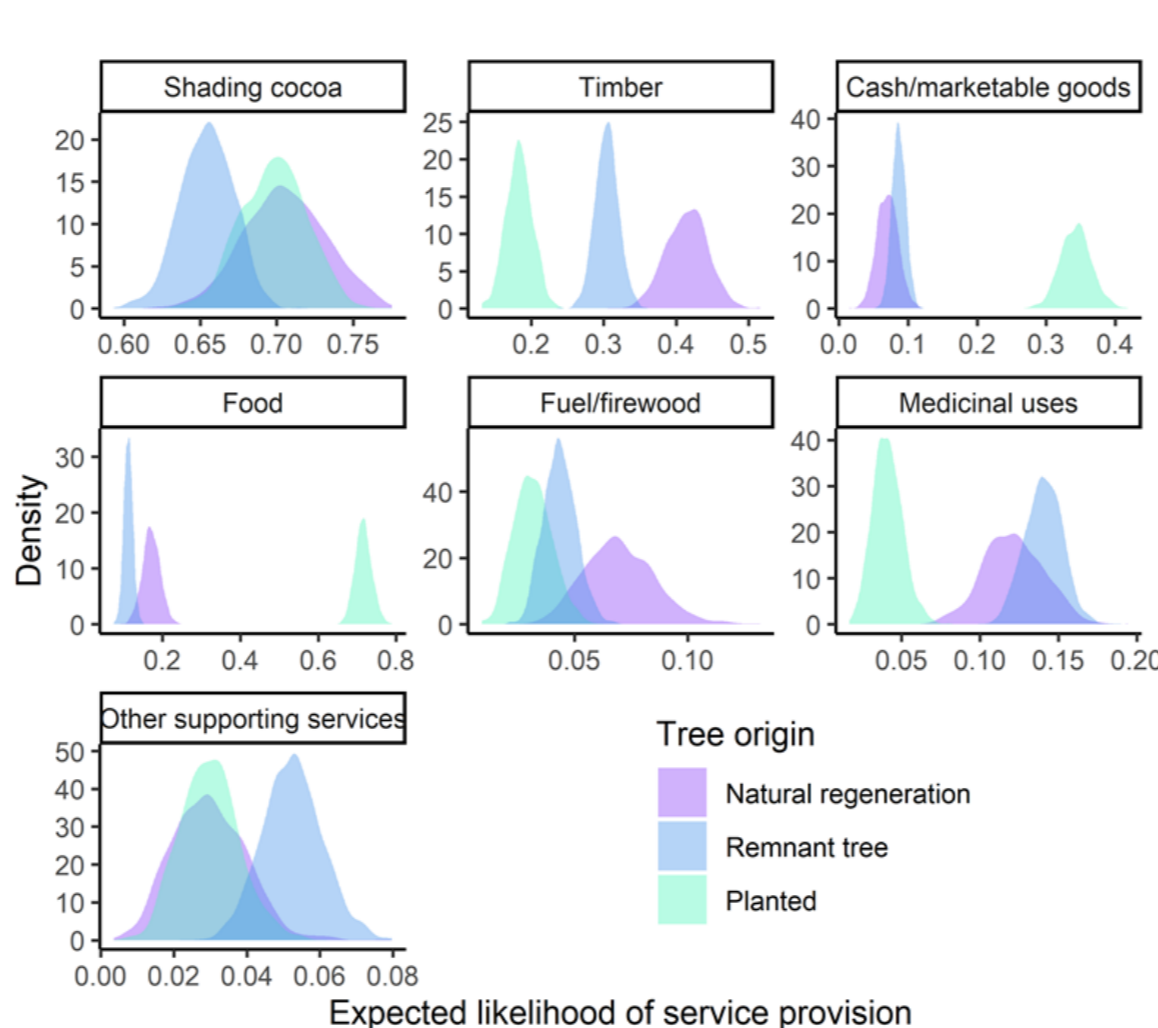 Shading cocoa
Timber
Cash/marketable goods
20
15
10
5
0
0.60 0.65 0.70 0.75
25
20
15
10
5
0
0.2 0.3 0.4 0.5
40
30
20
10
0
0.0 0.1 0.2 0.3 0.4
Food
Fuel/firewood
Medicinal uses
Density
30
20
10
0
0.2 0.4 0.6 0.8
40
20
0
0.05 0.10
40
30
20
10
0
0.05 0.10 0.15 0.20
Other supporting services
50
40
30
20
10
0
0.00 0.02 0.04 0.06 0.08
Tree origin
Natural regeneration
Remnant tree
Planted
Expected likelihood of service provision